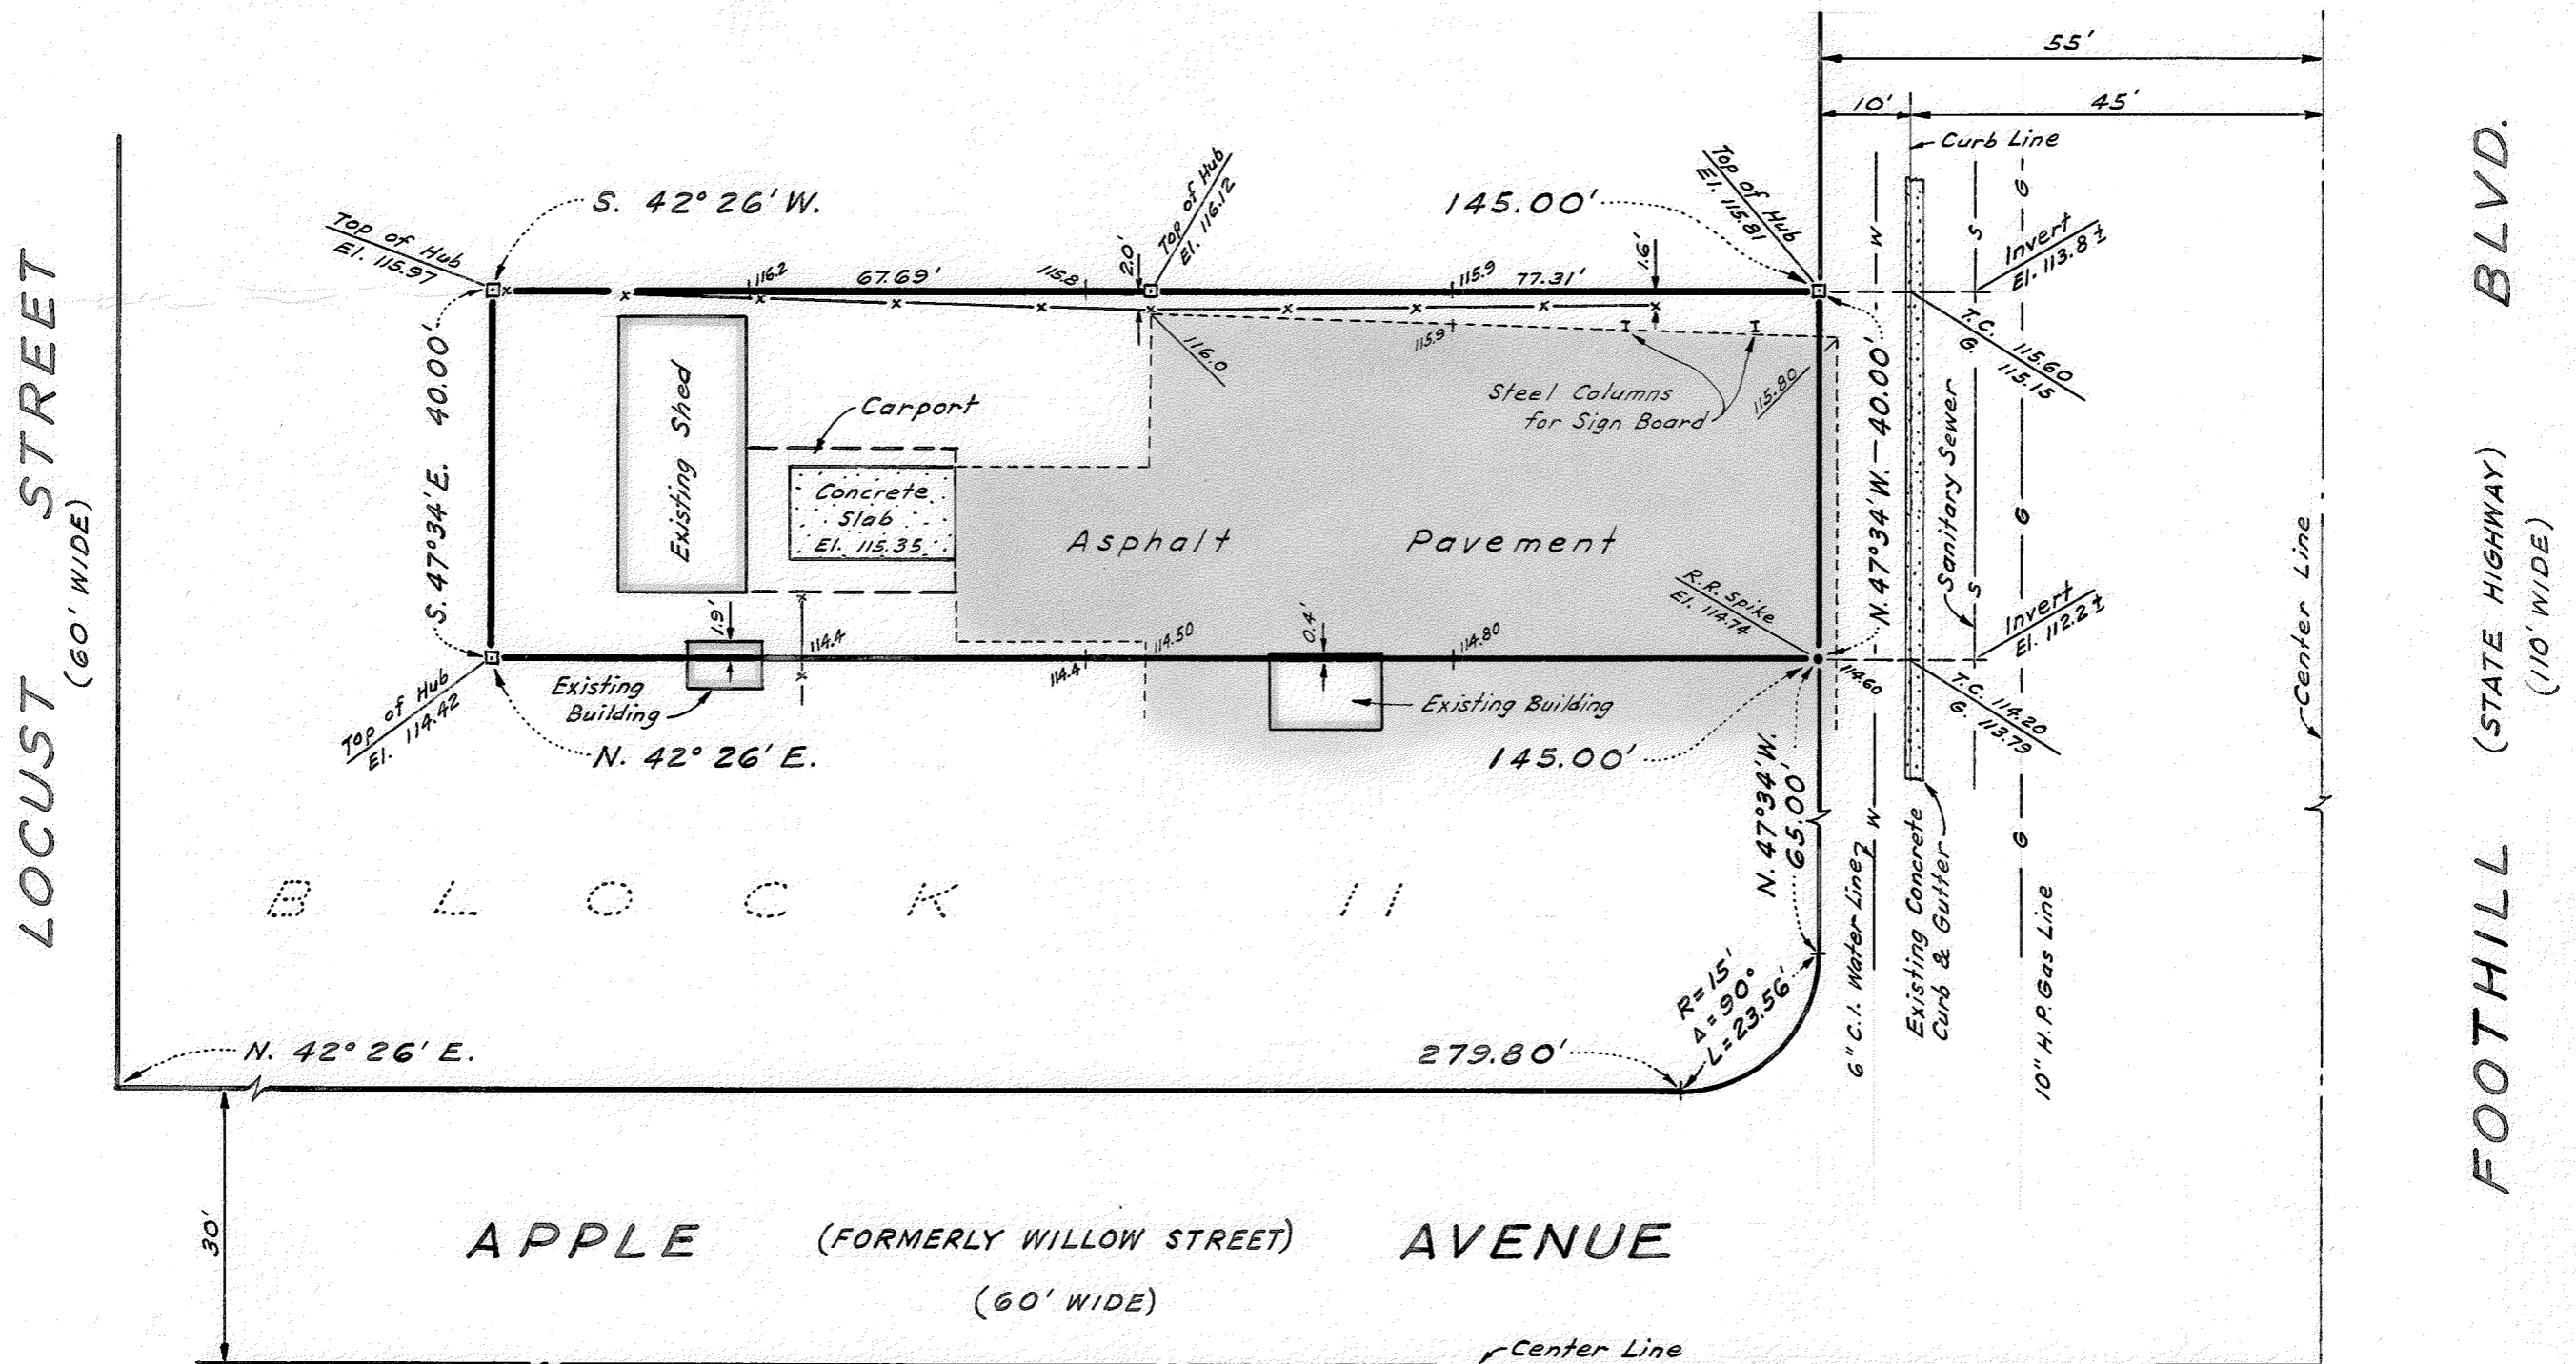 55'
10'
45'
Curb Line
S. 42° 26' W.
145.00'
Top of Hub
El. 115.97
Top of Hub
El. 116.12
Top of Hub
El. 115.81
Invert
El. 113.8 ±
116.2
67.69'
115.8
2.0'
115.9
77.31'
1.6'
116.0
115.9
115.80
Steel Columns
for Sign Board
T.C. 115.60
G. 115.15
Carport
Existing Shed
Concrete
Slab
El. 115.35
Asphalt Pavement
S. 47° 34' E. 40.00'
N. 47° 34' W. — 40.00'
Sanitary Sewer
R.R. Spike
El. 114.74
Invert
El. 112.2 ±
1.9'
114.4
114.4
114.50
0.4'
114.80
114.60
T.C. 114.20
G. 113.79
Top of Hub
El. 114.42
Existing
Building
Existing Building
N. 42° 26' E.
145.00'
N. 47° 34' W.
65.00'
W
W
S
S
G
G
G
BLOCK 11
R = 15'
Δ = 90°
L = 23.56'
279.80'
N. 42° 26' E.
6" C.I. Water Line
Existing Concrete
Curb & Gutter
10" H.P. Gas Line
Center Line
LOCUST STREET
(60' WIDE)
FOOTHILL BLVD.
(STATE HIGHWAY)
(110' WIDE)
30'
APPLE (FORMERLY WILLOW STREET) AVENUE
(60' WIDE)
Center Line